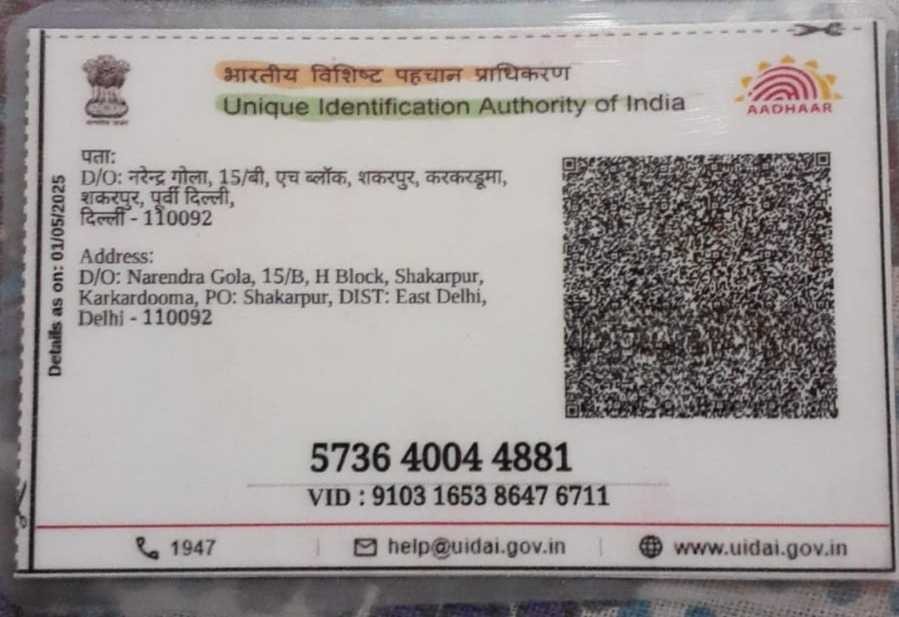 भारतीय विशिष्ट पहचान प्राधिकरण
Unique Identification Authority of India
AADHAAR
पता:
D/O: नरेन्द्र गोला, 15/बी, एच ब्लॉक, शकरपुर, करकरडूमा,
शकरपुर, पूर्वी दिल्ली,
दिल्ली - 110092
Address:
D/O: Narendra Gola, 15/B, H Block, Shakarpur,
Karkardooma, PO: Shakarpur, DIST: East Delhi,
Delhi - 110092
Details as on: 01/05/2025
5736 4004 4881
VID : 9103 1653 8647 6711
1947
help@uidai.gov.in
www.uidai.gov.in